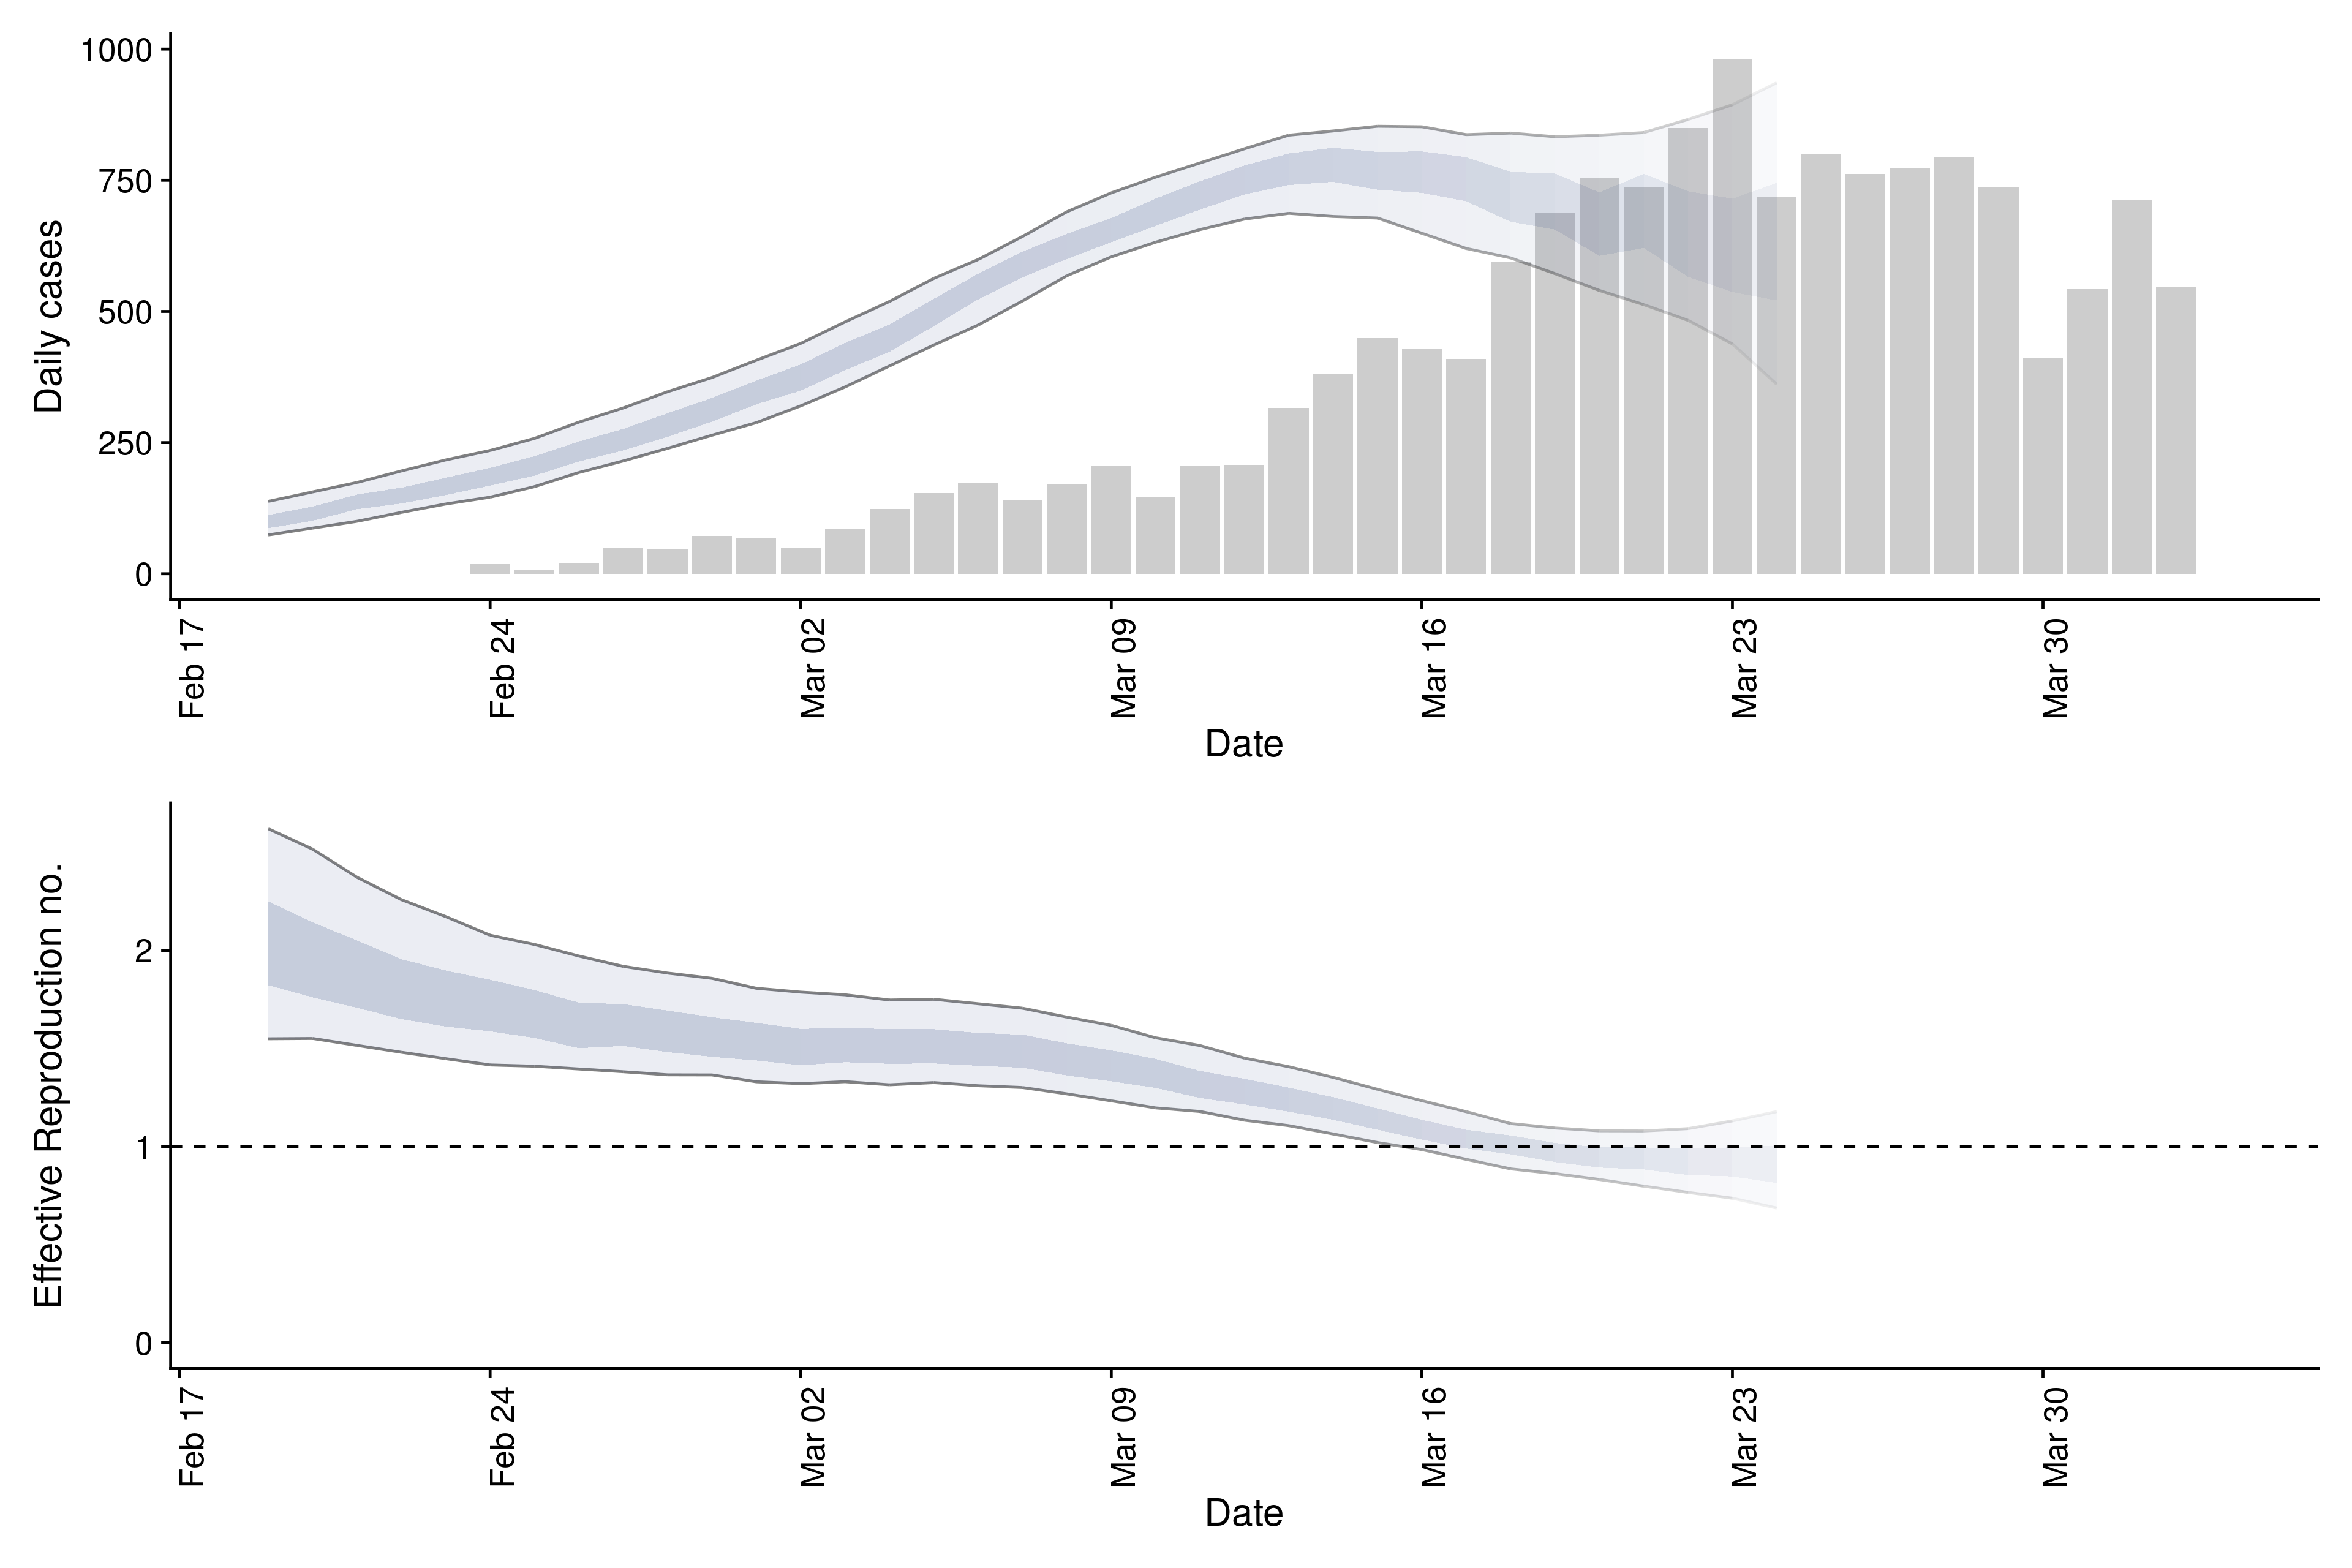 Daily cases
1000
750
500
250
0
Feb 17
Feb 24
Mar 02
Mar 09
Mar 16
Mar 23
Mar 30
Date
Effective Reproduction no.
2
1
0
Feb 17
Feb 24
Mar 02
Mar 09
Mar 16
Mar 23
Mar 30
Date